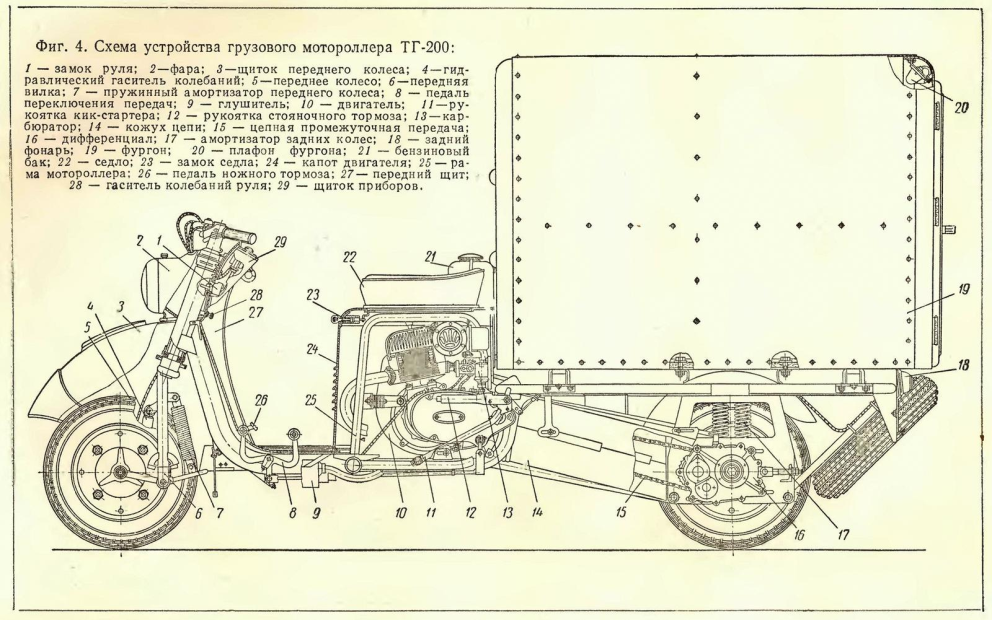 Фиг. 4. Схема устройства грузового мотороллера ТГ-200:
1 — замок руля; 2—фара; 3—щиток переднего колеса; 4—гид-
равлический гаситель колебаний; 5—переднее колесо; 6—передняя
вилка; 7 — пружинный амортизатор переднего колеса; 8 — педаль
переключения передач; 9 — глушитель; 10 — двигатель; 11—ру-
коятка кик-стартера; 12 — рукоятка стояночного тормоза; 13—кар-
бюратор; 14 — кожух цепи; 15 — цепная промежуточная передача;
16 — дифференциал; 17 — амортизатор задних колес; 18 — задний
фонарь; 19 — фургон; 20 — плафон фургона; 21 — бензиновый
бак; 22 — седло; 23 — замок седла; 24 — капот двигателя; 25 — ра-
ма мотороллера; 26 — педаль ножного тормоза; 27— передний щит;
28 — гаситель колебаний руля; 29 — щиток приборов.
20
2 1 29
22 21
28
27
23
19
4 3
5
24
18
25
26
6 7 8 9 10 11 12 13 14 15 16 17